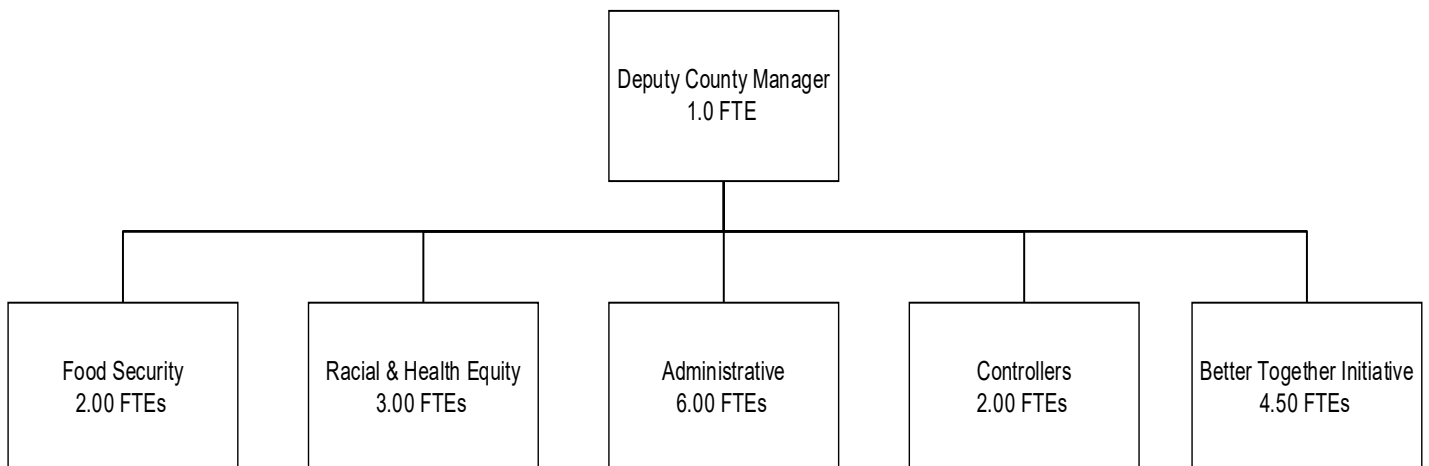 Deputy County Manager
1.0 FTE
Food Security
2.00 FTEs
Racial & Health Equity
3.00 FTEs
Administrative
6.00 FTEs
Controllers
2.00 FTEs
Better Together Initiative
4.50 FTEs